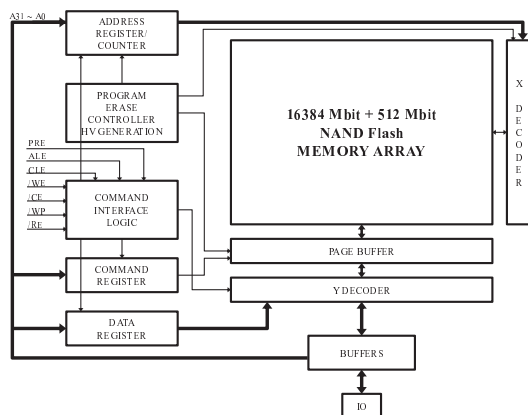 A31 ~ A0
ADDRESS
REGISTER/
COUNTER
PROGRAM
ERASE
CONTROLLER
HV GENERATION
16384 Mbit + 512 Mbit
NAND Flash
MEMORY ARRAY
X
DECODER
PRE
ALE
CLE
/WE
/CE
/WP
/RE
COMMAND
INTERFACE
LOGIC
PAGE BUFFER
COMMAND
REGISTER
Y DECODER
DATA
REGISTER
BUFFERS
IO